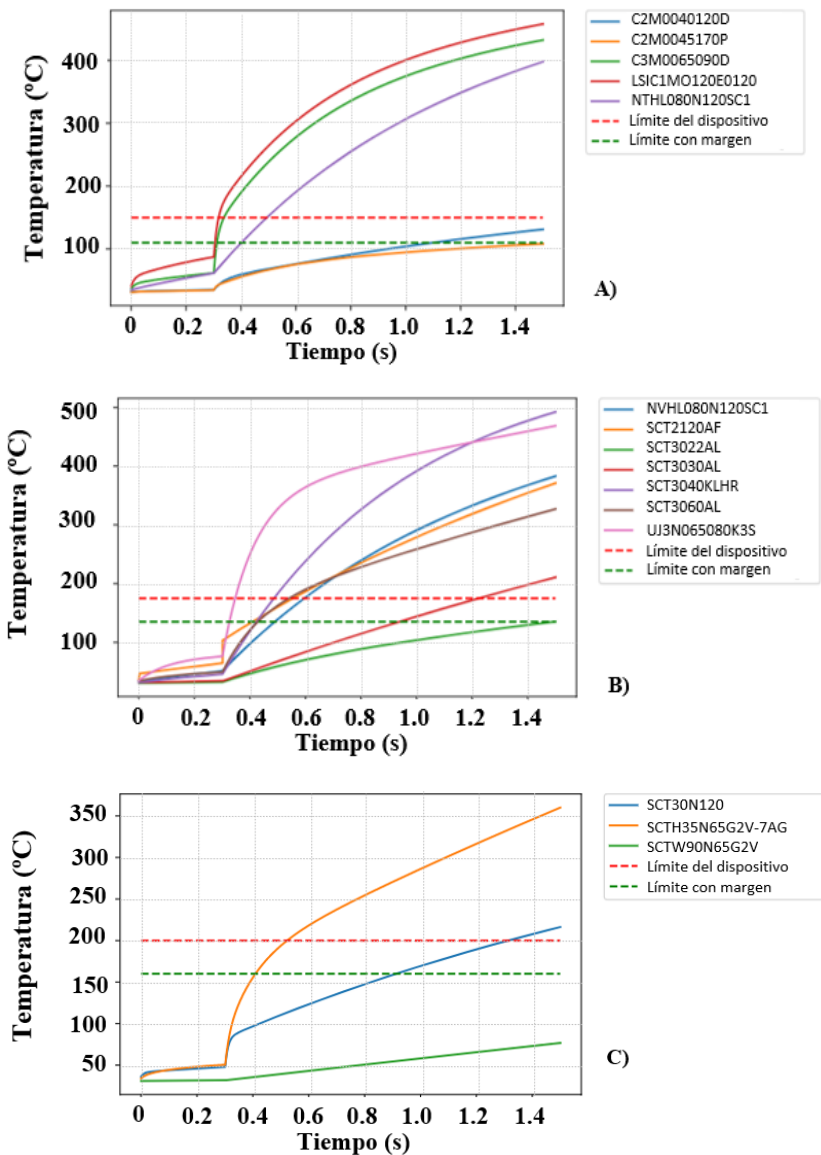 Temperatura (ºC)
400
300
200
100
0
0.2
0.4
0.6
0.8
1.0
1.2
1.4
Tiempo (s)
C2M0040120D
C2M0045170P
C3M0065090D
LSIC1MO120E0120
NTHL080N120SC1
Límite del dispositivo
Límite con margen
A)
Temperatura (ºC)
500
400
300
200
100
0
0.2
0.4
0.6
0.8
1.0
1.2
1.4
Tiempo (s)
NVHL080N120SC1
SCT2120AF
SCT3022AL
SCT3030AL
SCT3040KLHR
SCT3060AL
UJ3N065080K3S
Límite del dispositivo
Límite con margen
B)
Temperatura (ºC)
350
300
250
200
150
100
50
0
0.2
0.4
0.6
0.8
1.0
1.2
1.4
Tiempo (s)
SCT30N120
SCTH35N65G2V-7AG
SCTW90N65G2V
Límite del dispositivo
Límite con margen
C)